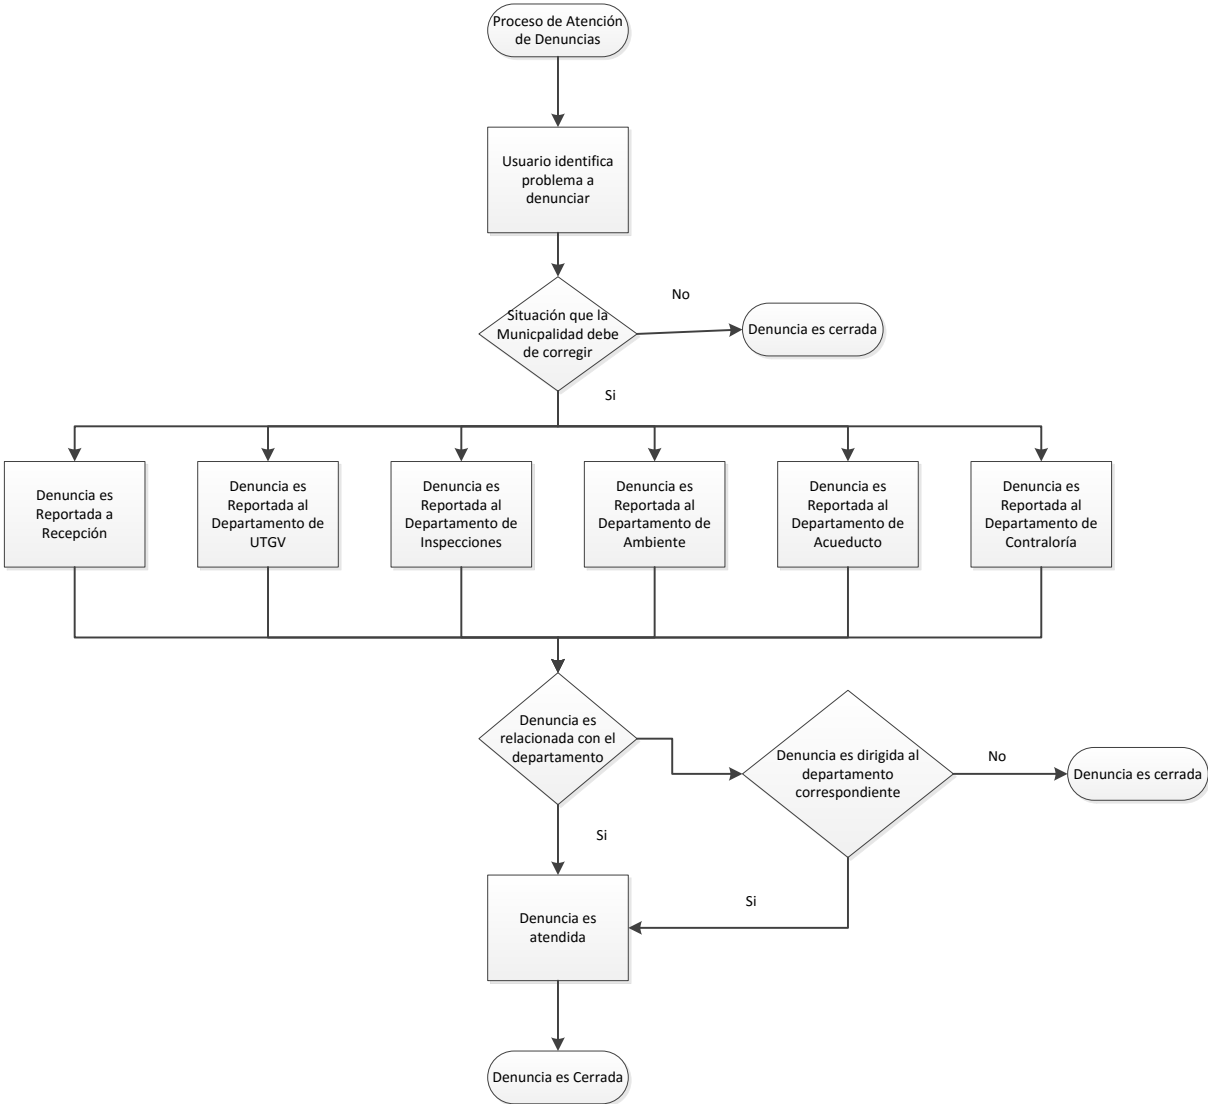 Proceso de Atención
de Denuncias
Usuario identifica
problema a
denunciar
Situación que la
Municpalidad debe
de corregir
No
Denuncia es cerrada
Si
Denuncia es
Reportada a
Recepción
Denuncia es
Reportada al
Departamento de
UTGV
Denuncia es
Reportada al
Departamento de
Inspecciones
Denuncia es
Reportada al
Departamento de
Ambiente
Denuncia es
Reportada al
Departamento de
Acueducto
Denuncia es
Reportada al
Departamento de
Contraloría
Denuncia es
relacionada con el
departamento
Denuncia es dirigida al
departamento
correspondiente
No
Denuncia es cerrada
Si
Si
Denuncia es
atendida
Denuncia es Cerrada